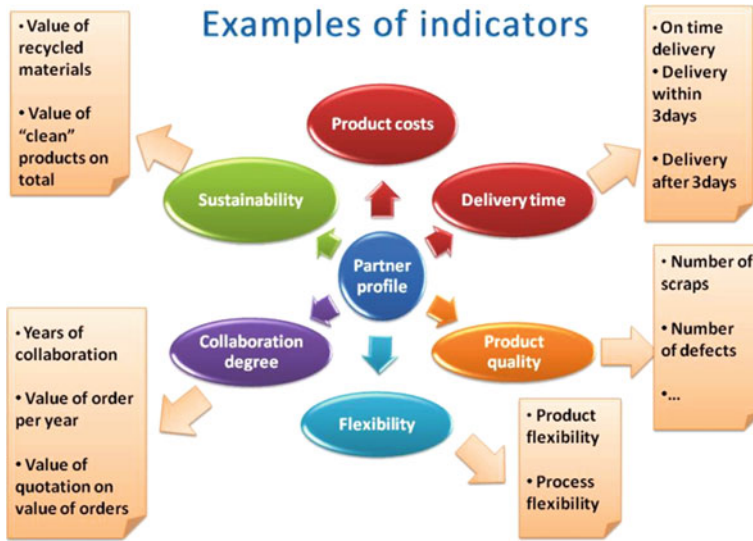 Examples of indicators
• Value of
recycled
materials
• Value of
“clean”
products on
total
Product costs
• On time
delivery
• Delivery
within
3days
• Delivery
after 3days
Sustainability
Delivery time
Partner
profile
• Number of
scraps
• Number
of defects
•...
• Years of
collaboration
• Value of order
per year
• Value of
quotation on
value of orders
Collaboration
degree
Product
quality
Flexibility
• Product
flexibility
• Process
flexibility